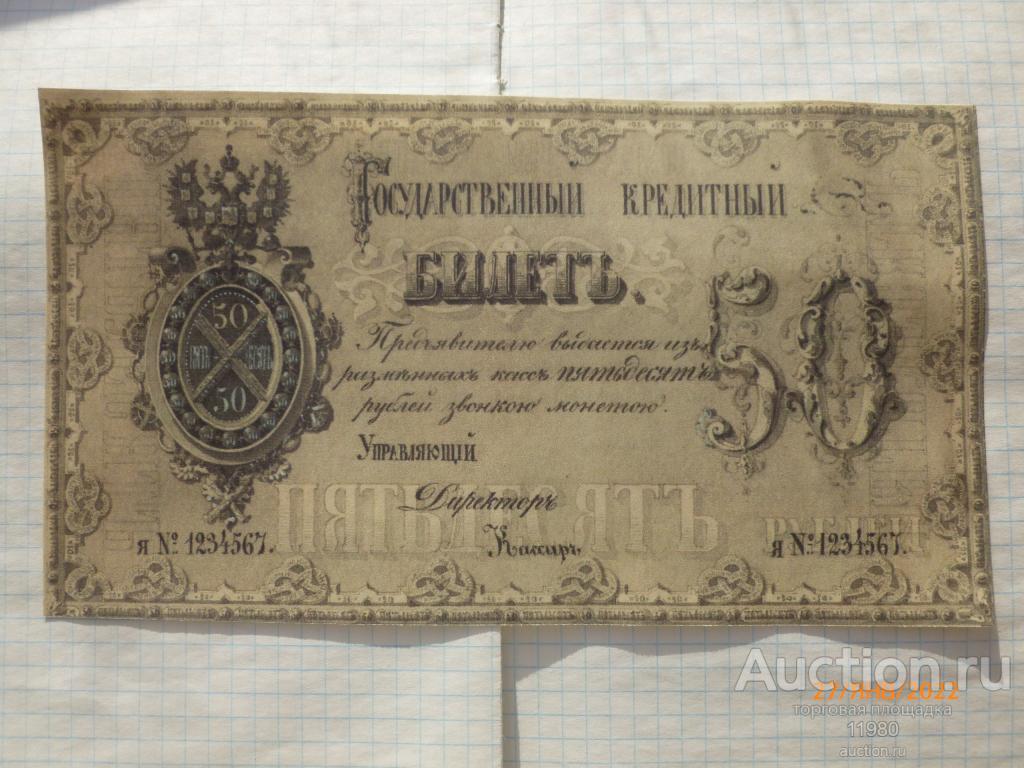 Государственный кредитный
Билетъ.
Предъявителю выдается изъ
размѣнныхъ кассъ пятьдесятъ
рублей звонкою монетою.
50
50
50
Управляющій
Директоръ
Кассиръ.
ПЯТЬДЕСЯТЪ РУБЛЕЙ
я № 1234567.
я № 1234567.
Auction.ru
27/ЯНВ/2022
торговая площадка
11980
auction.ru